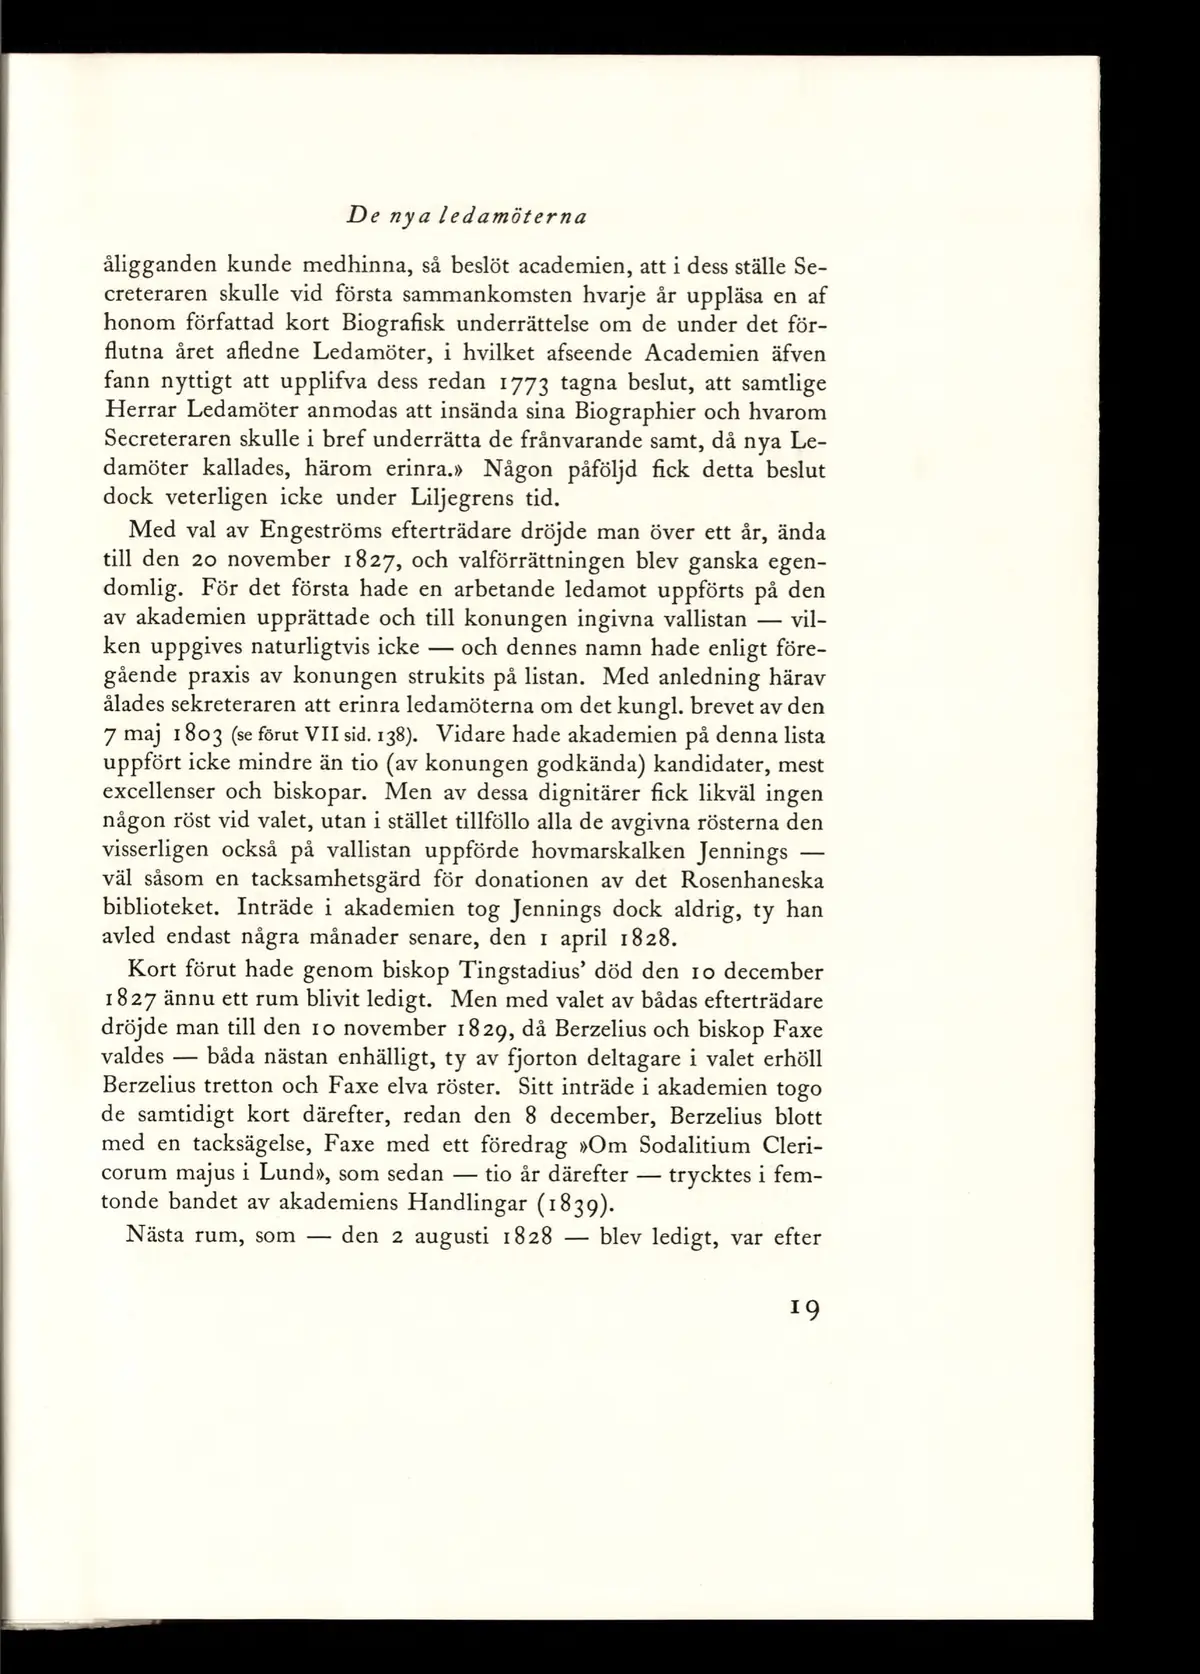 De nya ledamöterna
åligganden kunde medhinna, så beslöt academien, att i dess ställe Se-
creteraren skulle vid första sammankomsten hvarje år uppläsa en af
honom författad kort Biografisk underrättelse om de under det för-
flutna året afledne Ledamöter, i hvilket afseende Academien äfven
fann nyttigt att upplifva dess redan 1773 tagna beslut, att samtlige
Herrar Ledamöter anmodas att insända sina Biographier och hvarom
Secreteraren skulle i bref underrätta de frånvarande samt, då nya Le-
damöter kallades, härom erinra.» Någon påföljd fick detta beslut
dock veterligen icke under Liljegrens tid.
Med val av Engeströms efterträdare dröjde man över ett år, ända
till den 20 november 1827, och valförrättningen blev ganska egen-
domlig. För det första hade en arbetande ledamot uppförts på den
av akademien upprättade och till konungen ingivna vallistan — vil-
ken uppgives naturligtvis icke — och dennes namn hade enligt före-
gående praxis av konungen strukits på listan. Med anledning härav
ålades sekreteraren att erinra ledamöterna om det kungl. brevet av den
7 maj 1803 (se förut VII sid. 138). Vidare hade akademien på denna lista
uppfört icke mindre än tio (av konungen godkända) kandidater, mest
excellenser och biskopar. Men av dessa dignitärer fick likväl ingen
någon röst vid valet, utan i stället tillföllo alla de avgivna rösterna den
visserligen också på vallistan uppförde hovmarskalken Jennings —
väl såsom en tacksamhetsgärd för donationen av det Rosenhaneska
biblioteket. Inträde i akademien tog Jennings dock aldrig, ty han
avled endast några månader senare, den 1 april 1828.
Kort förut hade genom biskop Tingstadius’ död den 10 december
1827 ännu ett rum blivit ledigt. Men med valet av bådas efterträdare
dröjde man till den 10 november 1829, då Berzelius och biskop Faxe
valdes — båda nästan enhälligt, ty av fjorton deltagare i valet erhöll
Berzelius tretton och Faxe elva röster. Sitt inträde i akademien togo
de samtidigt kort därefter, redan den 8 december, Berzelius blott
med en tacksägelse, Faxe med ett föredrag »Om Sodalitium Cleri-
corum majus i Lund», som sedan — tio år därefter — trycktes i fem-
tonde bandet av akademiens Handlingar (1839).
Nästa rum, som — den 2 augusti 1828 — blev ledigt, var efter
19